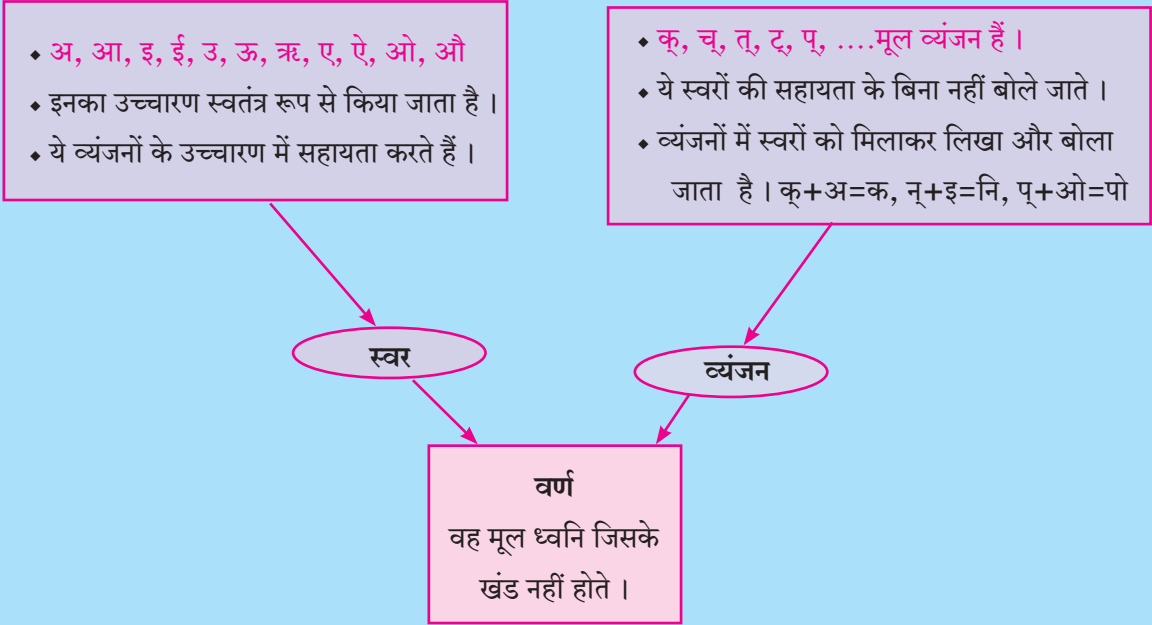 ◆ अ, आ, इ, ई, उ, ऊ, ऋ, ए, ऐ, ओ, औ
◆ इनका उच्चारण स्वतंत्र रूप से किया जाता है ।
◆ ये व्यंजनों के उच्चारण में सहायता करते हैं ।
◆ क्, च्, त्, ट्, प्, ....मूल व्यंजन हैं ।
◆ ये स्वरों की सहायता के बिना नहीं बोले जाते ।
◆ व्यंजनों में स्वरों को मिलाकर लिखा और बोला
जाता है । क्+अ=क, न्+इ=नि, प्+ओ=पो
स्वर
व्यंजन
वर्ण
वह मूल ध्वनि जिसके
खंड नहीं होते ।